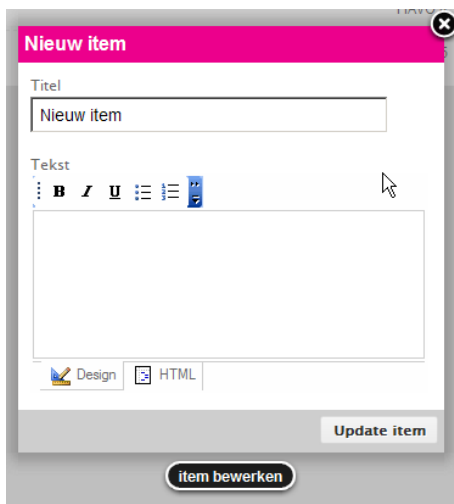 Nieuw item
Titel
Nieuw item
Tekst
B I U
Design HTML
Update item
item bewerken